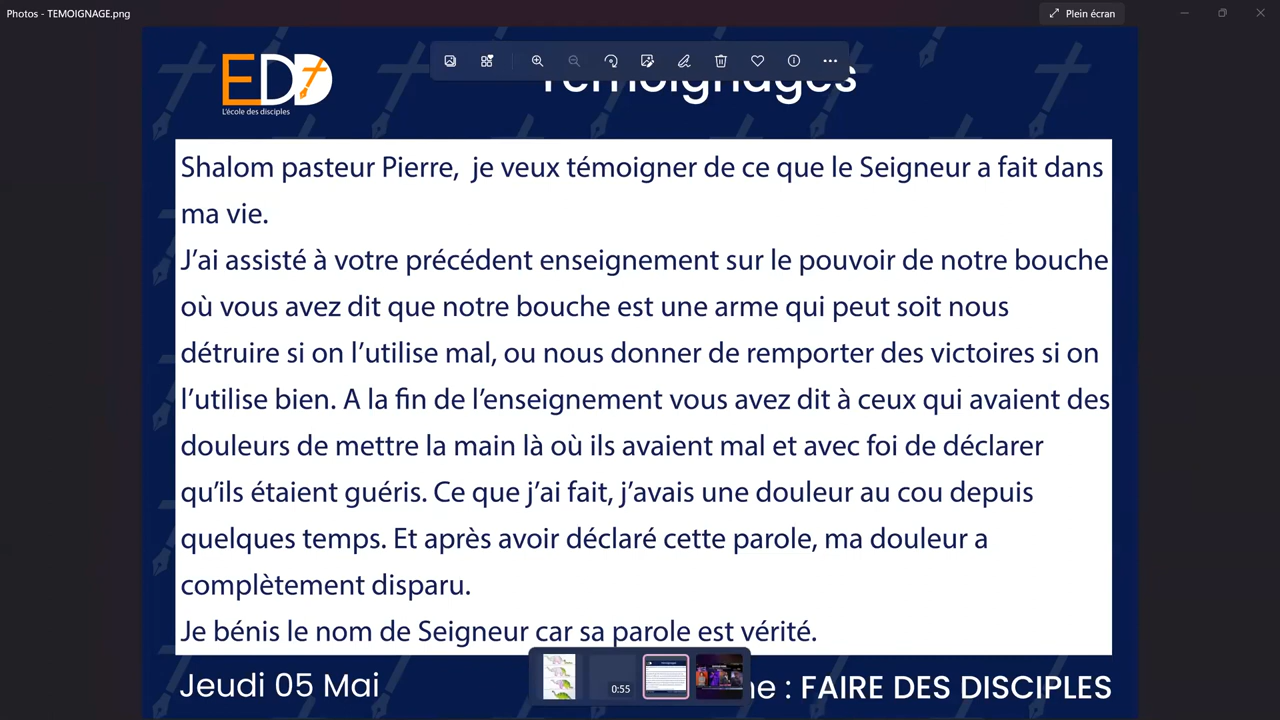 Photos - TEMOIGNAGE.png
Plein écran
EDD
L'école des disciples
Témoignages
Shalom pasteur Pierre,  je veux témoigner de ce que le Seigneur a fait dans
ma vie.
J’ai assisté à votre précédent enseignement sur le pouvoir de notre bouche
où vous avez dit que notre bouche est une arme qui peut soit nous
détruire si on l’utilise mal, ou nous donner de remporter des victoires si on
l’utilise bien. A la fin de l’enseignement vous avez dit à ceux qui avaient des
douleurs de mettre la main là où ils avaient mal et avec foi de déclarer
qu’ils étaient guéris. Ce que j’ai fait, j’avais une douleur au cou depuis
quelques temps. Et après avoir déclaré cette parole, ma douleur a
complètement disparu.
Je bénis le nom de Seigneur car sa parole est vérité.
0:55
Jeudi 05 Mai
ne : FAIRE DES DISCIPLES